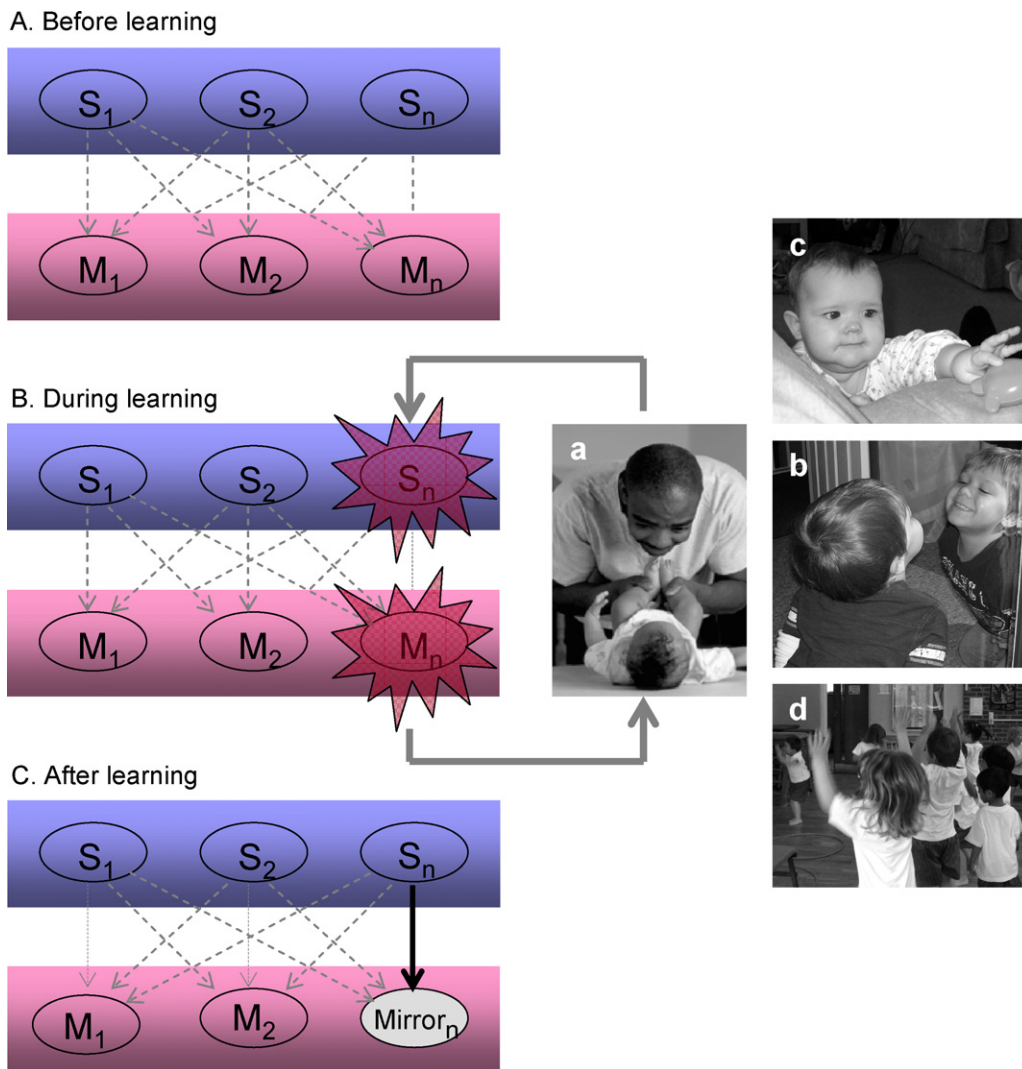 A. Before learning
S1 S2 Sn
M1 M2 Mn
B. During learning
S1 S2 Sn
M1 M2 Mn
C. After learning
S1 S2 Sn
M1 M2 Mirrorn
a
c
b
d